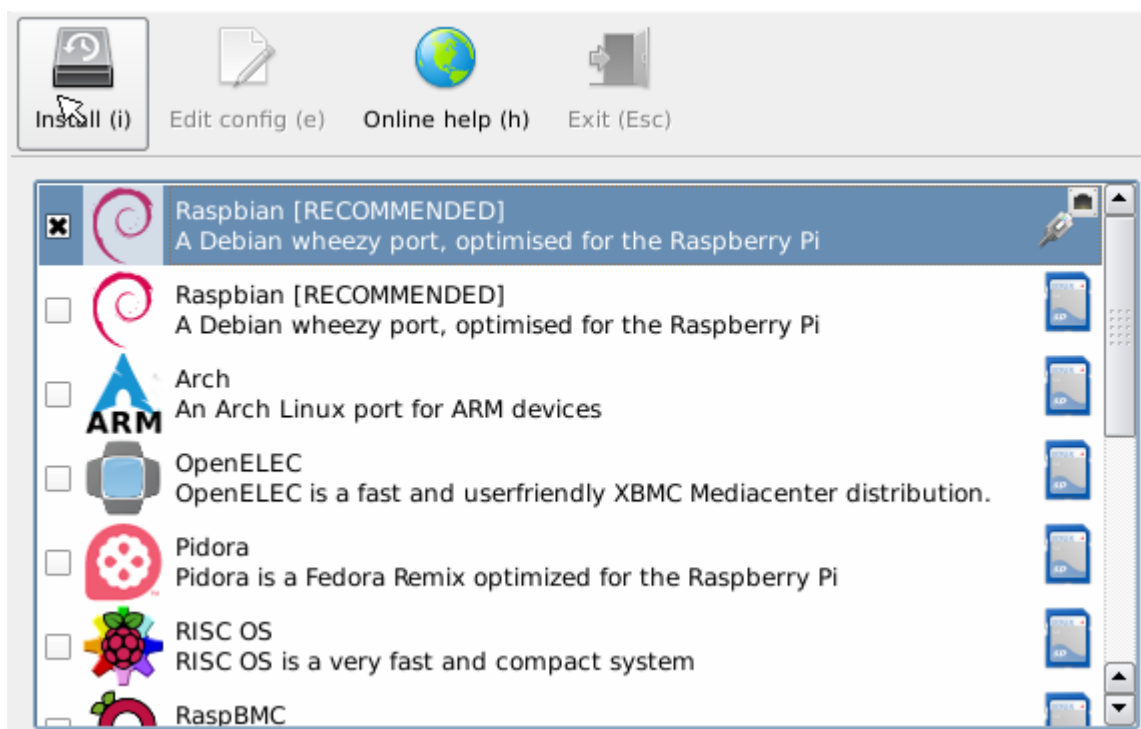 Install (i)
Edit config (e)
Online help (h)
Exit (Esc)
Raspbian [RECOMMENDED]
A Debian wheezy port, optimised for the Raspberry Pi
Raspbian [RECOMMENDED]
A Debian wheezy port, optimised for the Raspberry Pi
Arch
An Arch Linux port for ARM devices
ARM
OpenELEC
OpenELEC is a fast and userfriendly XBMC Mediacenter distribution.
Pidora
Pidora is a Fedora Remix optimized for the Raspberry Pi
RISC OS
RISC OS is a very fast and compact system
RaspBMC